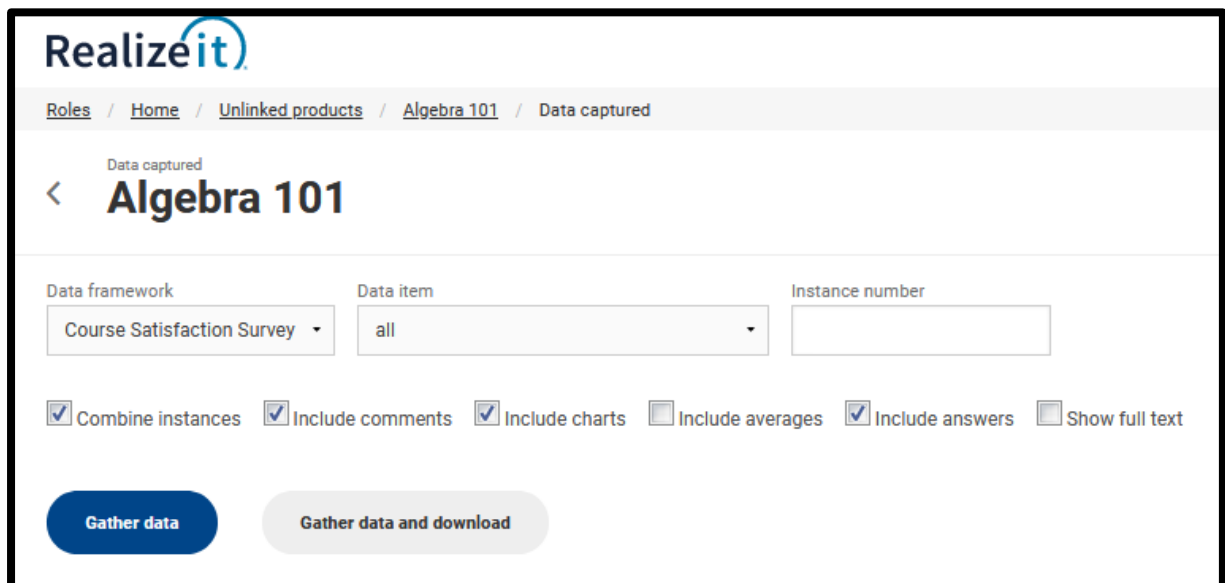 Realizeit
Roles / Home / Unlinked products / Algebra 101 / Data captured
Data captured
Algebra 101
Data framework Data item Instance number
Course Satisfaction Survey all
Combine instances Include comments Include charts Include averages Include answers Show full text
Gather data Gather data and download